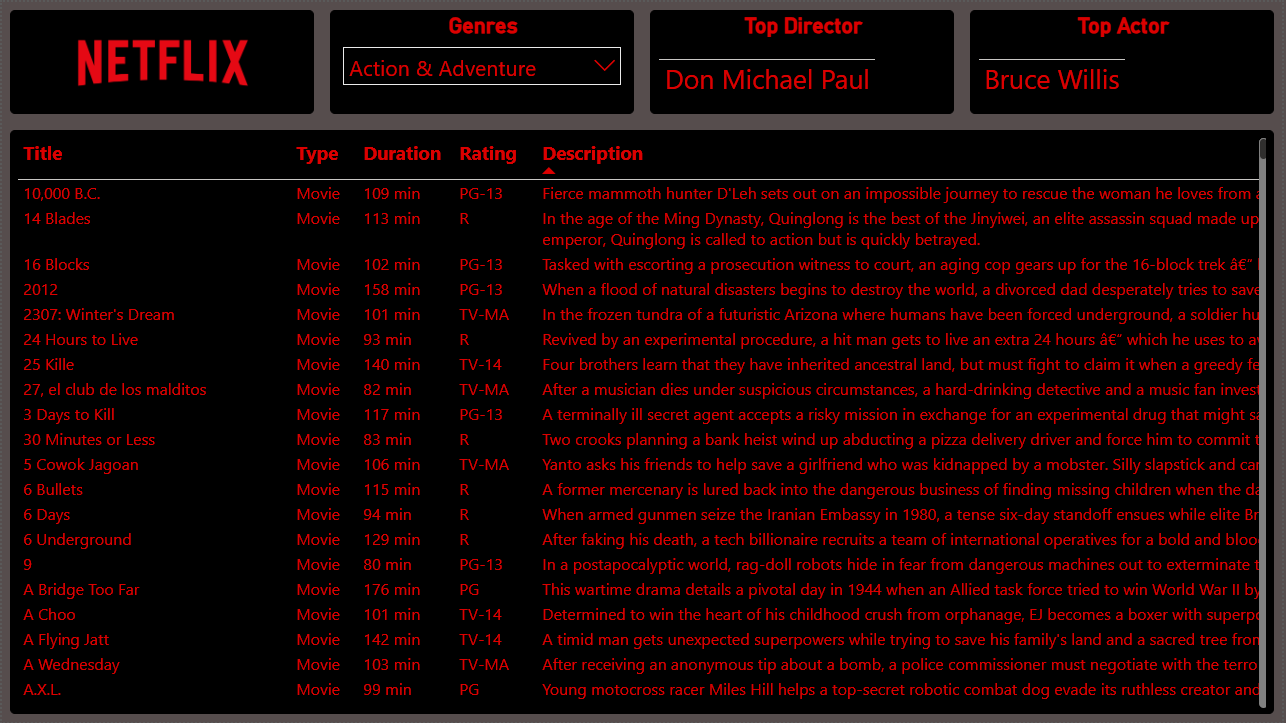 NETFLIX
Genres
Action & Adventure
Top Director
Don Michael Paul
Top Actor
Bruce Willis
Title Type Duration Rating Description
10,000 B.C. Movie 109 min PG-13 Fierce mammoth hunter D'Leh sets out on an impossible journey to rescue the woman he loves from
14 Blades Movie 113 min R In the age of the Ming Dynasty, Quinglong is the best of the Jinyiwei, an elite assassin squad made up
emperor, Quinglong is called to action but is quickly betrayed.
16 Blocks Movie 102 min PG-13 Tasked with escorting a prosecution witness to court, an aging cop gears up for the 16-block trek â€“
2012 Movie 158 min PG-13 When a flood of natural disasters begins to destroy the world, a divorced dad desperately tries to save
2307: Winter's Dream Movie 101 min TV-MA In the frozen tundra of a futuristic Arizona where humans have been forced underground, a soldier
24 Hours to Live Movie 93 min R Revived by an experimental procedure, a hit man gets to live an extra 24 hours â€“ which he uses to
25 Kille Movie 140 min TV-14 Four brothers learn that they have inherited ancestral land, but must fight to claim it when a greedy
27, el club de los malditos Movie 82 min TV-MA After a musician dies under suspicious circumstances, a hard-drinking detective and a music fan
3 Days to Kill Movie 117 min PG-13 A terminally ill secret agent accepts a risky mission in exchange for an experimental drug that might
30 Minutes or Less Movie 83 min R Two crooks planning a bank heist wind up abducting a pizza delivery driver and force him to commit
5 Cowok Jagoan Movie 106 min TV-MA Yanto asks his friends to help save a girlfriend who was kidnapped by a mobster. Silly slapstick and
6 Bullets Movie 115 min R A former mercenary is lured back into the dangerous business of finding missing children when the
6 Days Movie 94 min R When armed gunmen seize the Iranian Embassy in 1980, a tense six-day standoff ensues while elite
6 Underground Movie 129 min R After faking his death, a tech billionaire recruits a team of international operatives for a bold and
9 Movie 80 min PG-13 In a postapocalyptic world, rag-doll robots hide in fear from dangerous machines out to exterminate
A Bridge Too Far Movie 176 min PG This wartime drama details a pivotal day in 1944 when an Allied task force tried to win World War II by
A Choo Movie 101 min TV-14 Determined to win the heart of his childhood crush from orphanage, EJ becomes a boxer with
A Flying Jatt Movie 142 min TV-14 A timid man gets unexpected superpowers while trying to save his family's land and a sacred tree from
A Wednesday Movie 103 min TV-MA After receiving an anonymous tip about a bomb, a police commissioner must negotiate with the
A.X.L. Movie 99 min PG Young motocross racer Miles Hill helps a top-secret robotic combat dog evade its ruthless creator and